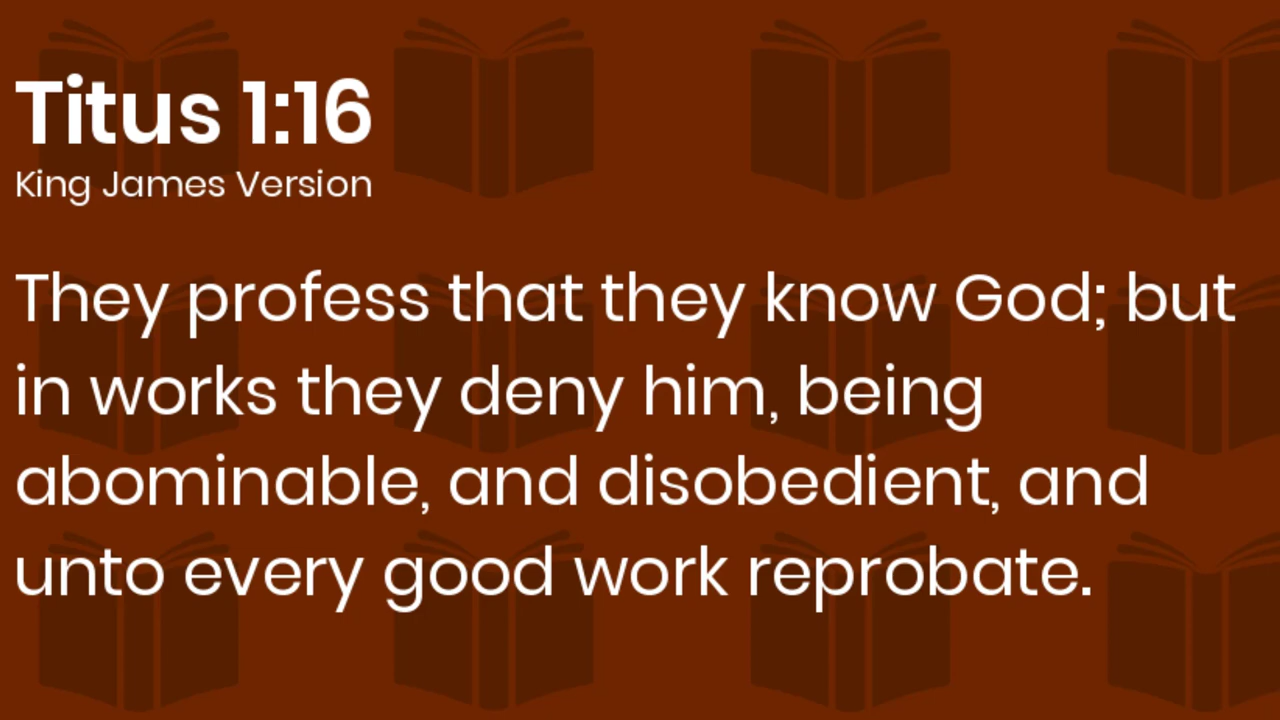 Titus 1:16
King James Version
They profess that they know God; but
in works they deny him, being
abominable, and disobedient, and
unto every good work reprobate.